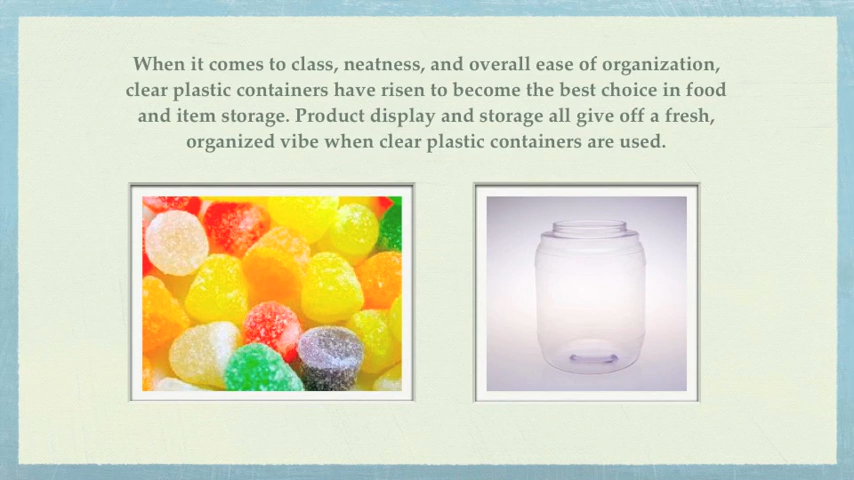 When it comes to class, neatness, and overall ease of organization,
clear plastic containers have risen to become the best choice in food
and item storage. Product display and storage all give off a fresh,
organized vibe when clear plastic containers are used.